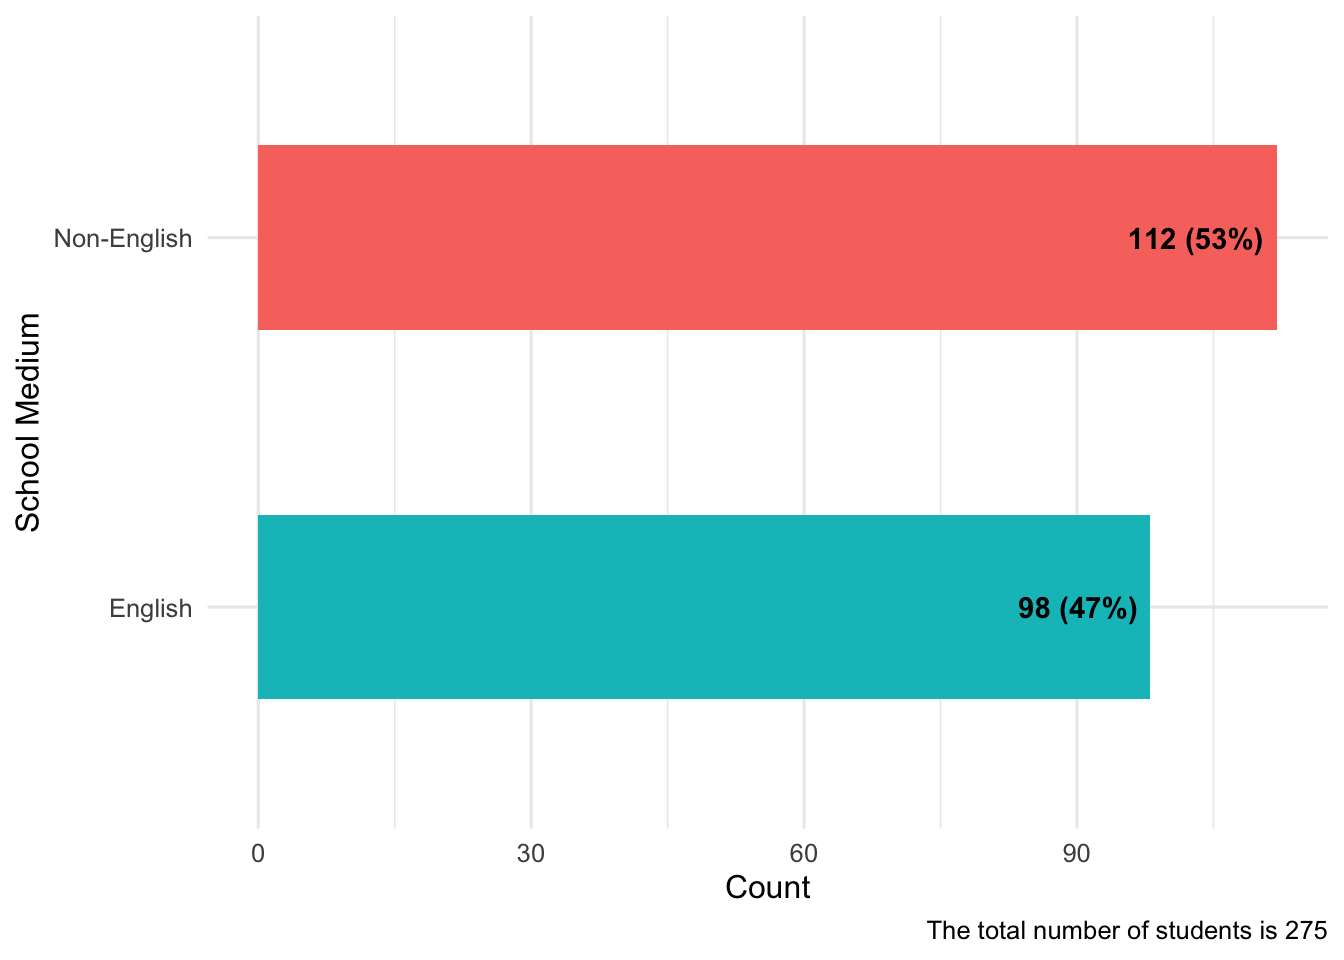 School Medium
Non-English
112 (53%)
English
98 (47%)
0 30 60 90
Count
The total number of students is 275